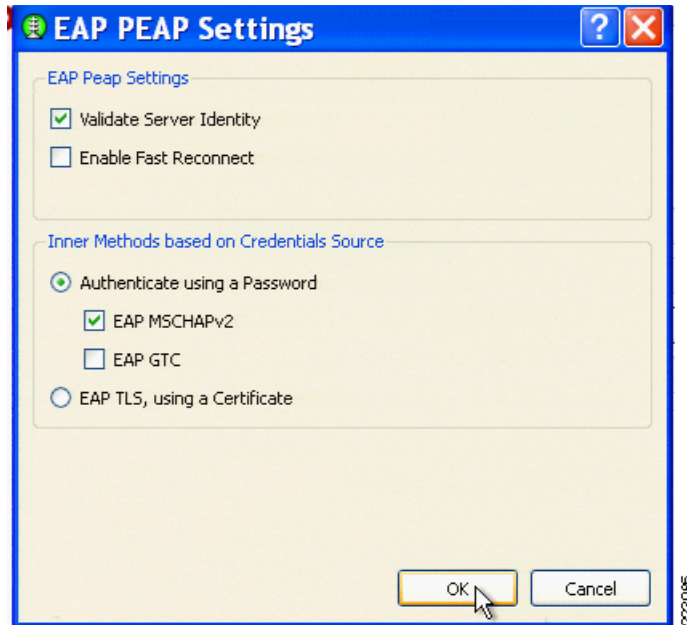 EAP PEAP Settings
EAP Peap Settings
Validate Server Identity
Enable Fast Reconnect
Inner Methods based on Credentials Source
Authenticate using a Password
EAP MSCHAPv2
EAP GTC
EAP TLS, using a Certificate
OK
Cancel